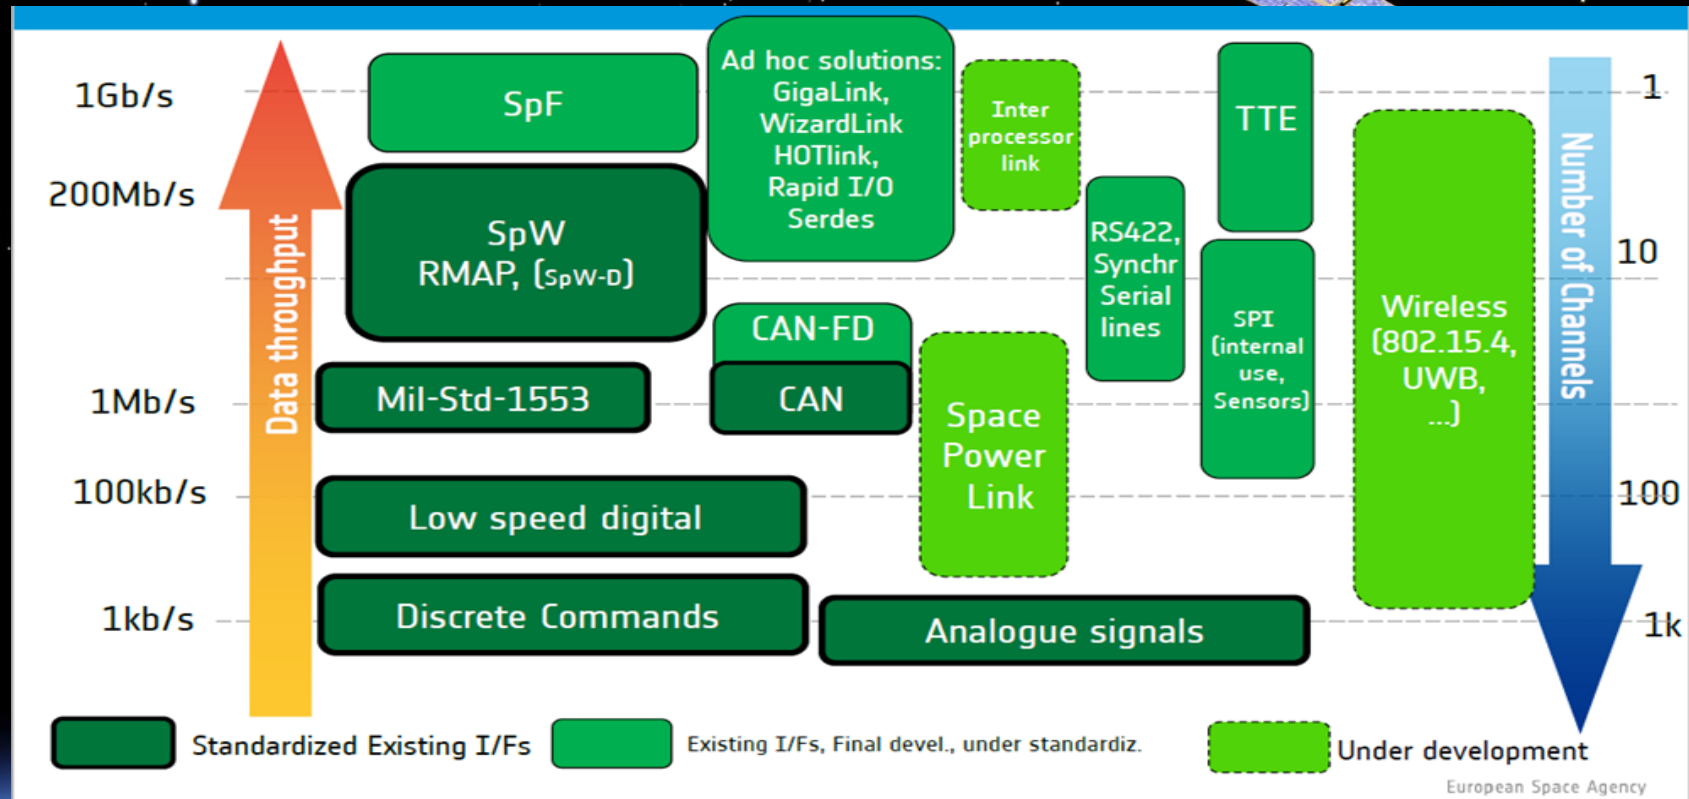 1Gb/s
200Mb/s
1Mb/s
100kb/s
1kb/s
Data throughput
SpF
SpW
RMAP, (SpW-D)
Mil-Std-1553
Low speed digital
Discrete Commands
Ad hoc solutions:
GigaLink,
WizardLink
HOTlink,
Rapid I/O
Serdes
CAN-FD
CAN
Inter
processor
link
Space
Power
Link
Analogue signals
RS422,
Synchr
Serial
lines
TTE
SPI
(internal
use,
Sensors)
Wireless
(802.15.4,
UWB,
...)
Number of Channels
1
10
100
1k
Standardized Existing I/Fs
Existing I/Fs, Final devel., under standardiz.
Under development
European Space Agency